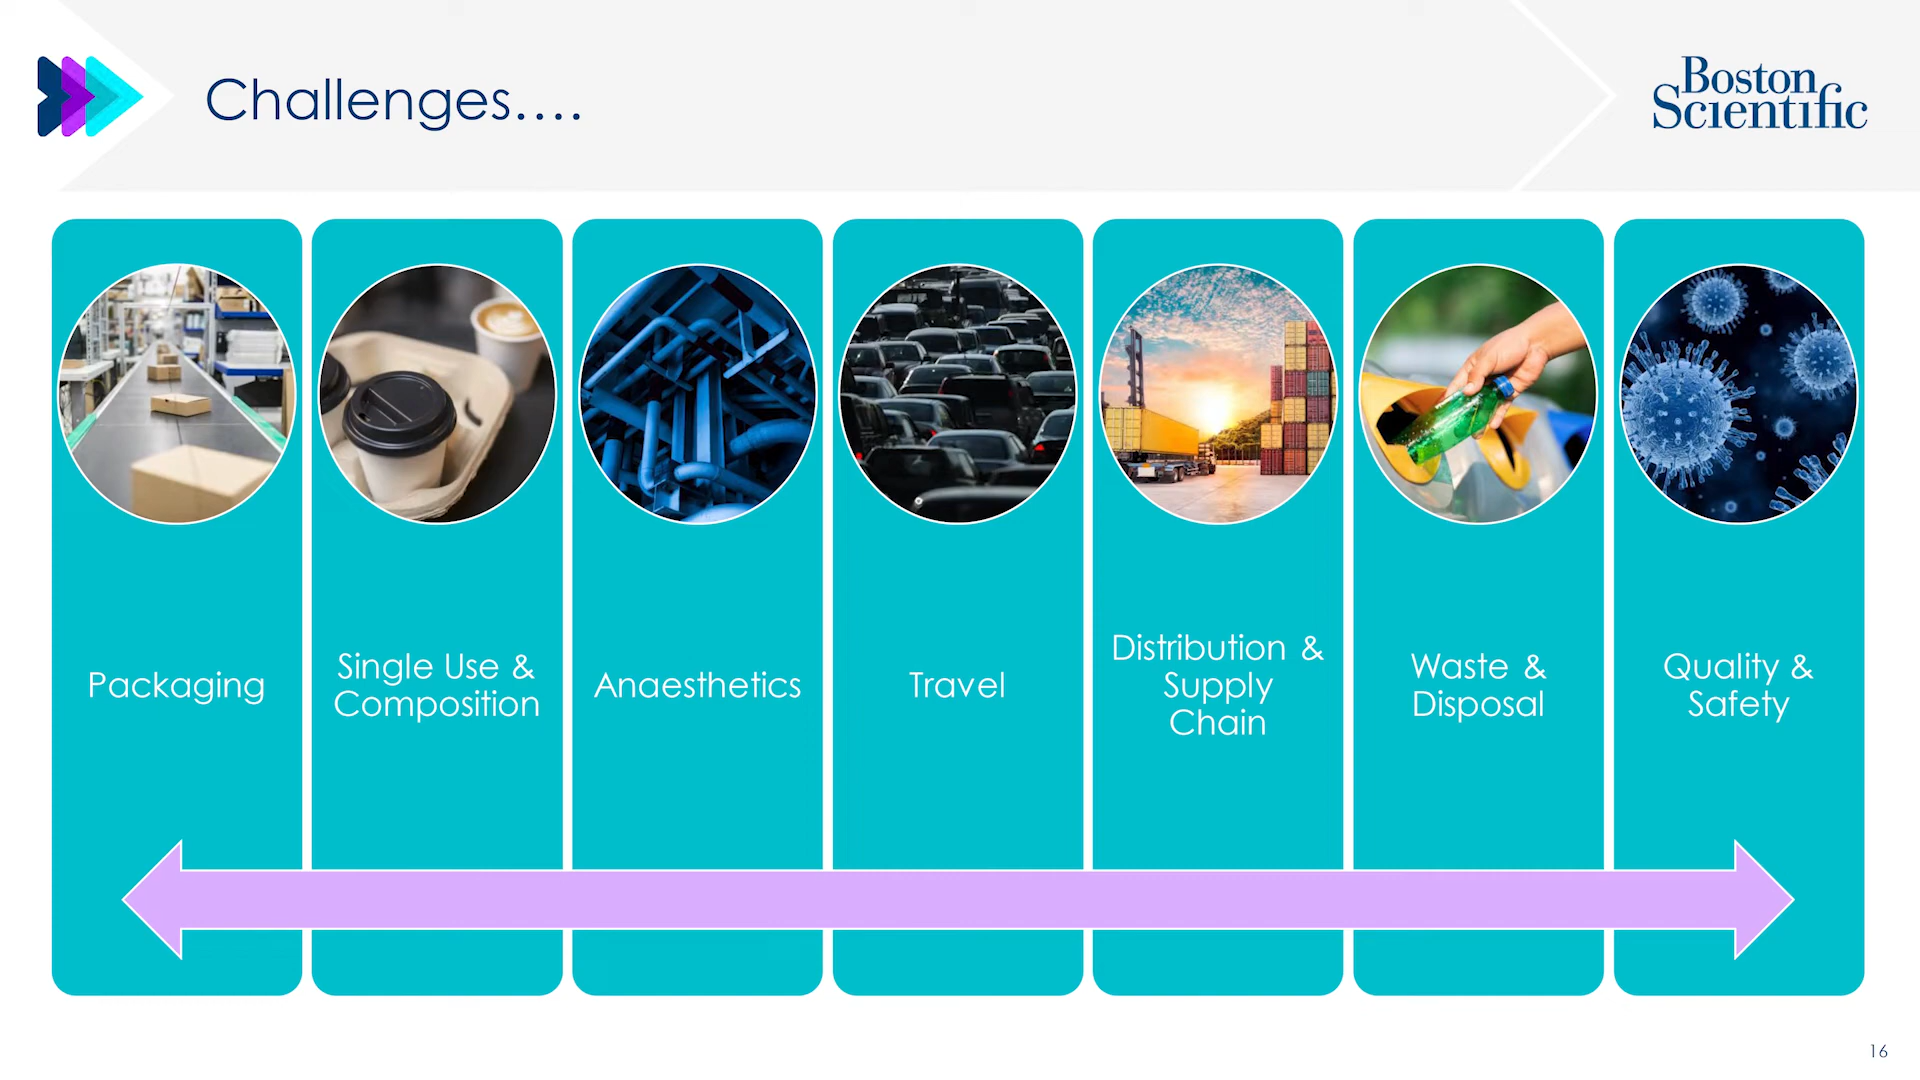 Challenges....
Boston
Scientific
Packaging
Single Use &
Composition
Anaesthetics
Travel
Distribution &
Supply
Chain
Waste &
Disposal
Quality &
Safety
16